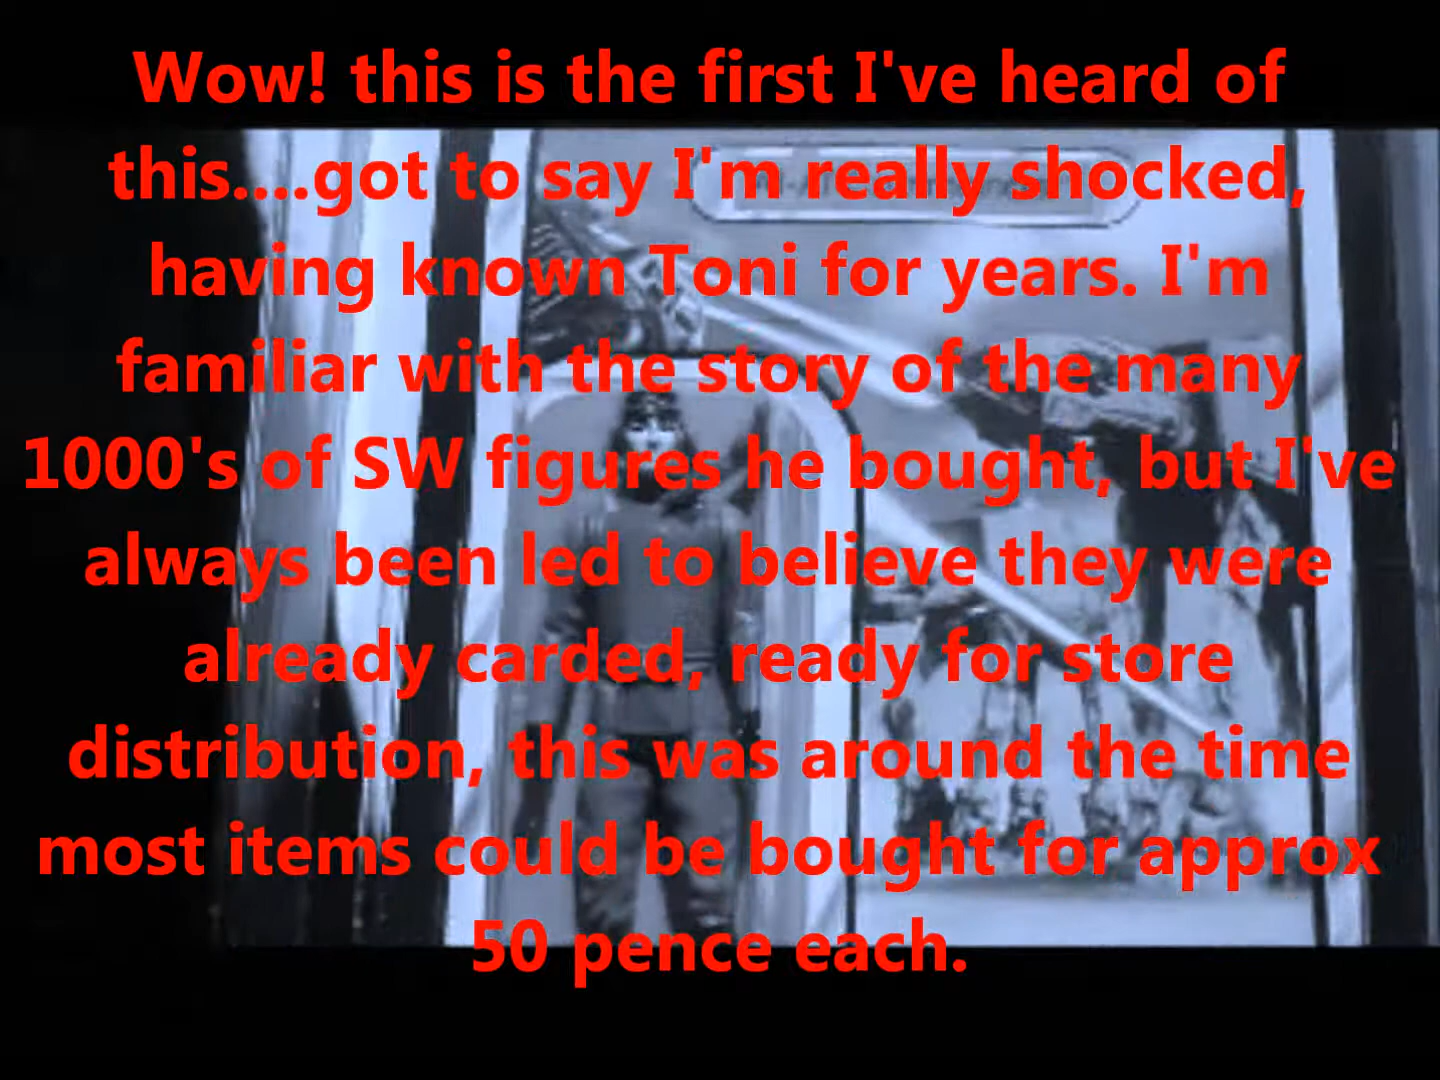 Wow! this is the first I've heard of
this....got to say I'm really shocked,
having known Toni for years. I'm
familiar with the story of the many
1000's of SW figures he bought, but I've
always been led to believe they were
already carded, ready for store
distribution, this was around the time
most items could be bought for approx
50 pence each.